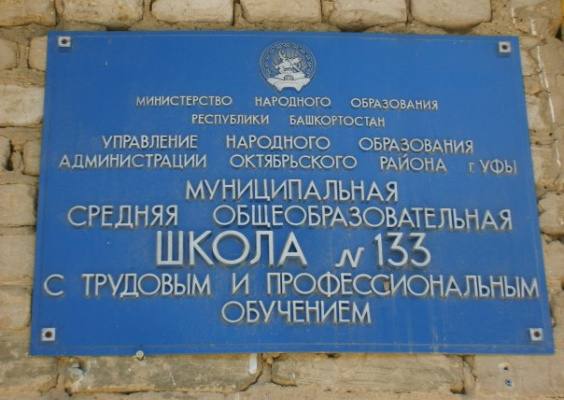 МИНИСТЕРСТВО НАРОДНОГО ОБРАЗОВАНИЯ
РЕСПУБЛИКИ БАШКОРТОСТАН
УПРАВЛЕНИЕ НАРОДНОГО ОБРАЗОВАНИЯ
АДМИНИСТРАЦИИ ОКТЯБРЬСКОГО РАЙОНА г. УФЫ
МУНИЦИПАЛЬНАЯ
СРЕДНЯЯ ОБЩЕОБРАЗОВАТЕЛЬНАЯ
ШКОЛА N 133
С ТРУДОВЫМ И ПРОФЕССИОНАЛЬНЫМ
ОБУЧЕНИЕМ